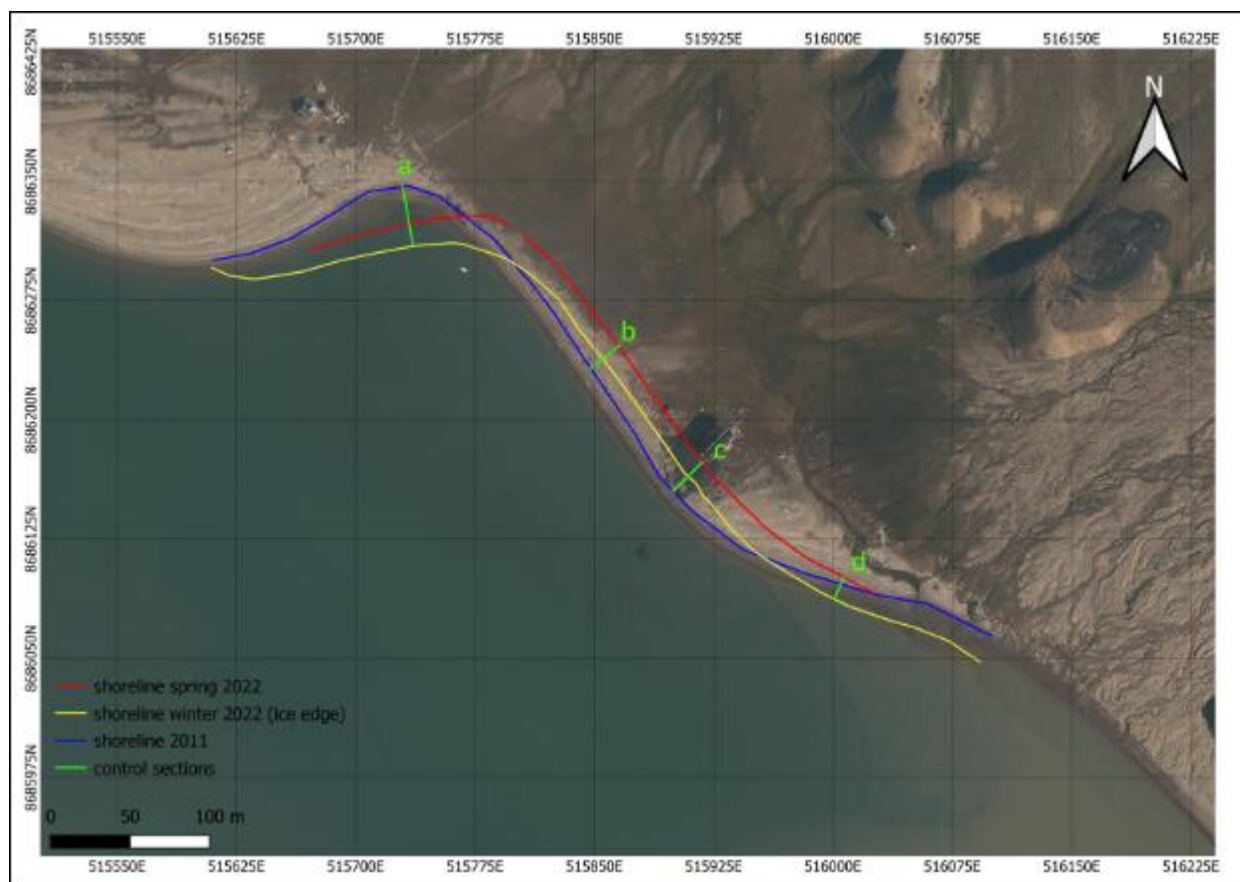 515550E 515625E 515700E 515775E 515850E 515925E 516000E 516075E 516150E 516225E
8686425N
8686350N
8686275N
8686200N
8686125N
8686050N
8685975N
N
a
b
c
d
shoreline spring 2022
shoreline winter 2022 (ice edge)
shoreline 2011
control sections
0 50 100 m
515550E 515625E 515700E 515775E 515850E 515925E 516000E 516075E 516150E 516225E